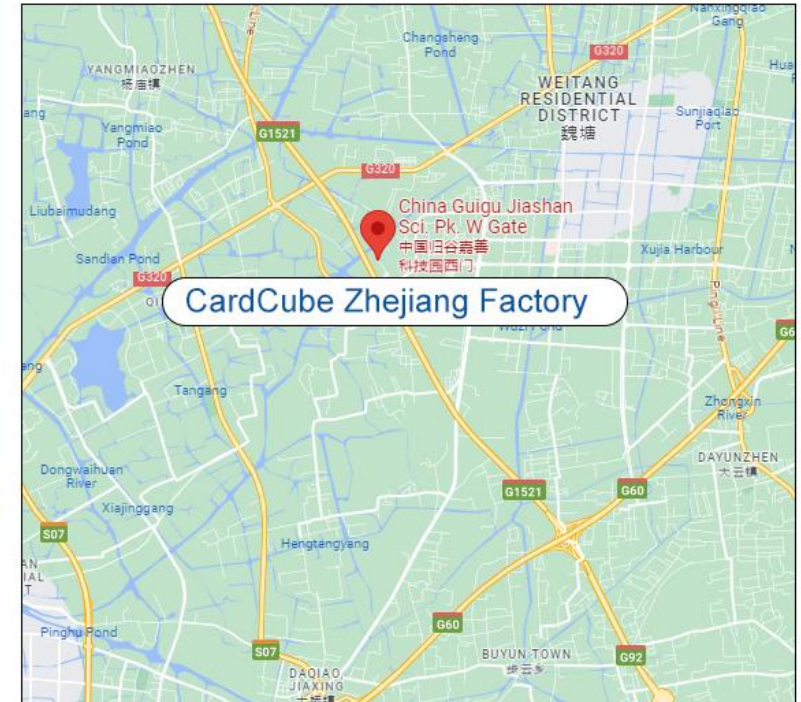 Nanxingqiao
Gang
Changsheng
Pond
G320
YANGMIAOZHEN
杨庙镇
WEITANG
RESIDENTIAL
DISTRICT
魏塘
Sunjiaqiao
Port
Yangmiao
Pond
G1521
G320
Liubaimudang
China Guigu Jiashan
Sci. Pk. W Gate
中国归谷嘉善
科技园西门
Xujia Harbour
Sandian Pond
G320
CardCube Zhejiang Factory
Pingli Line
Tangang
Zhongxin
River
DAYUNZHEN
大云镇
Dongwaihuan
River
G1521
G60
Xiajinggang
S07
Hengtangyang
Pinghu Pond
G60
S07
BUYUN TOWN
步云乡
G92
DAQIAO,
JIAXING